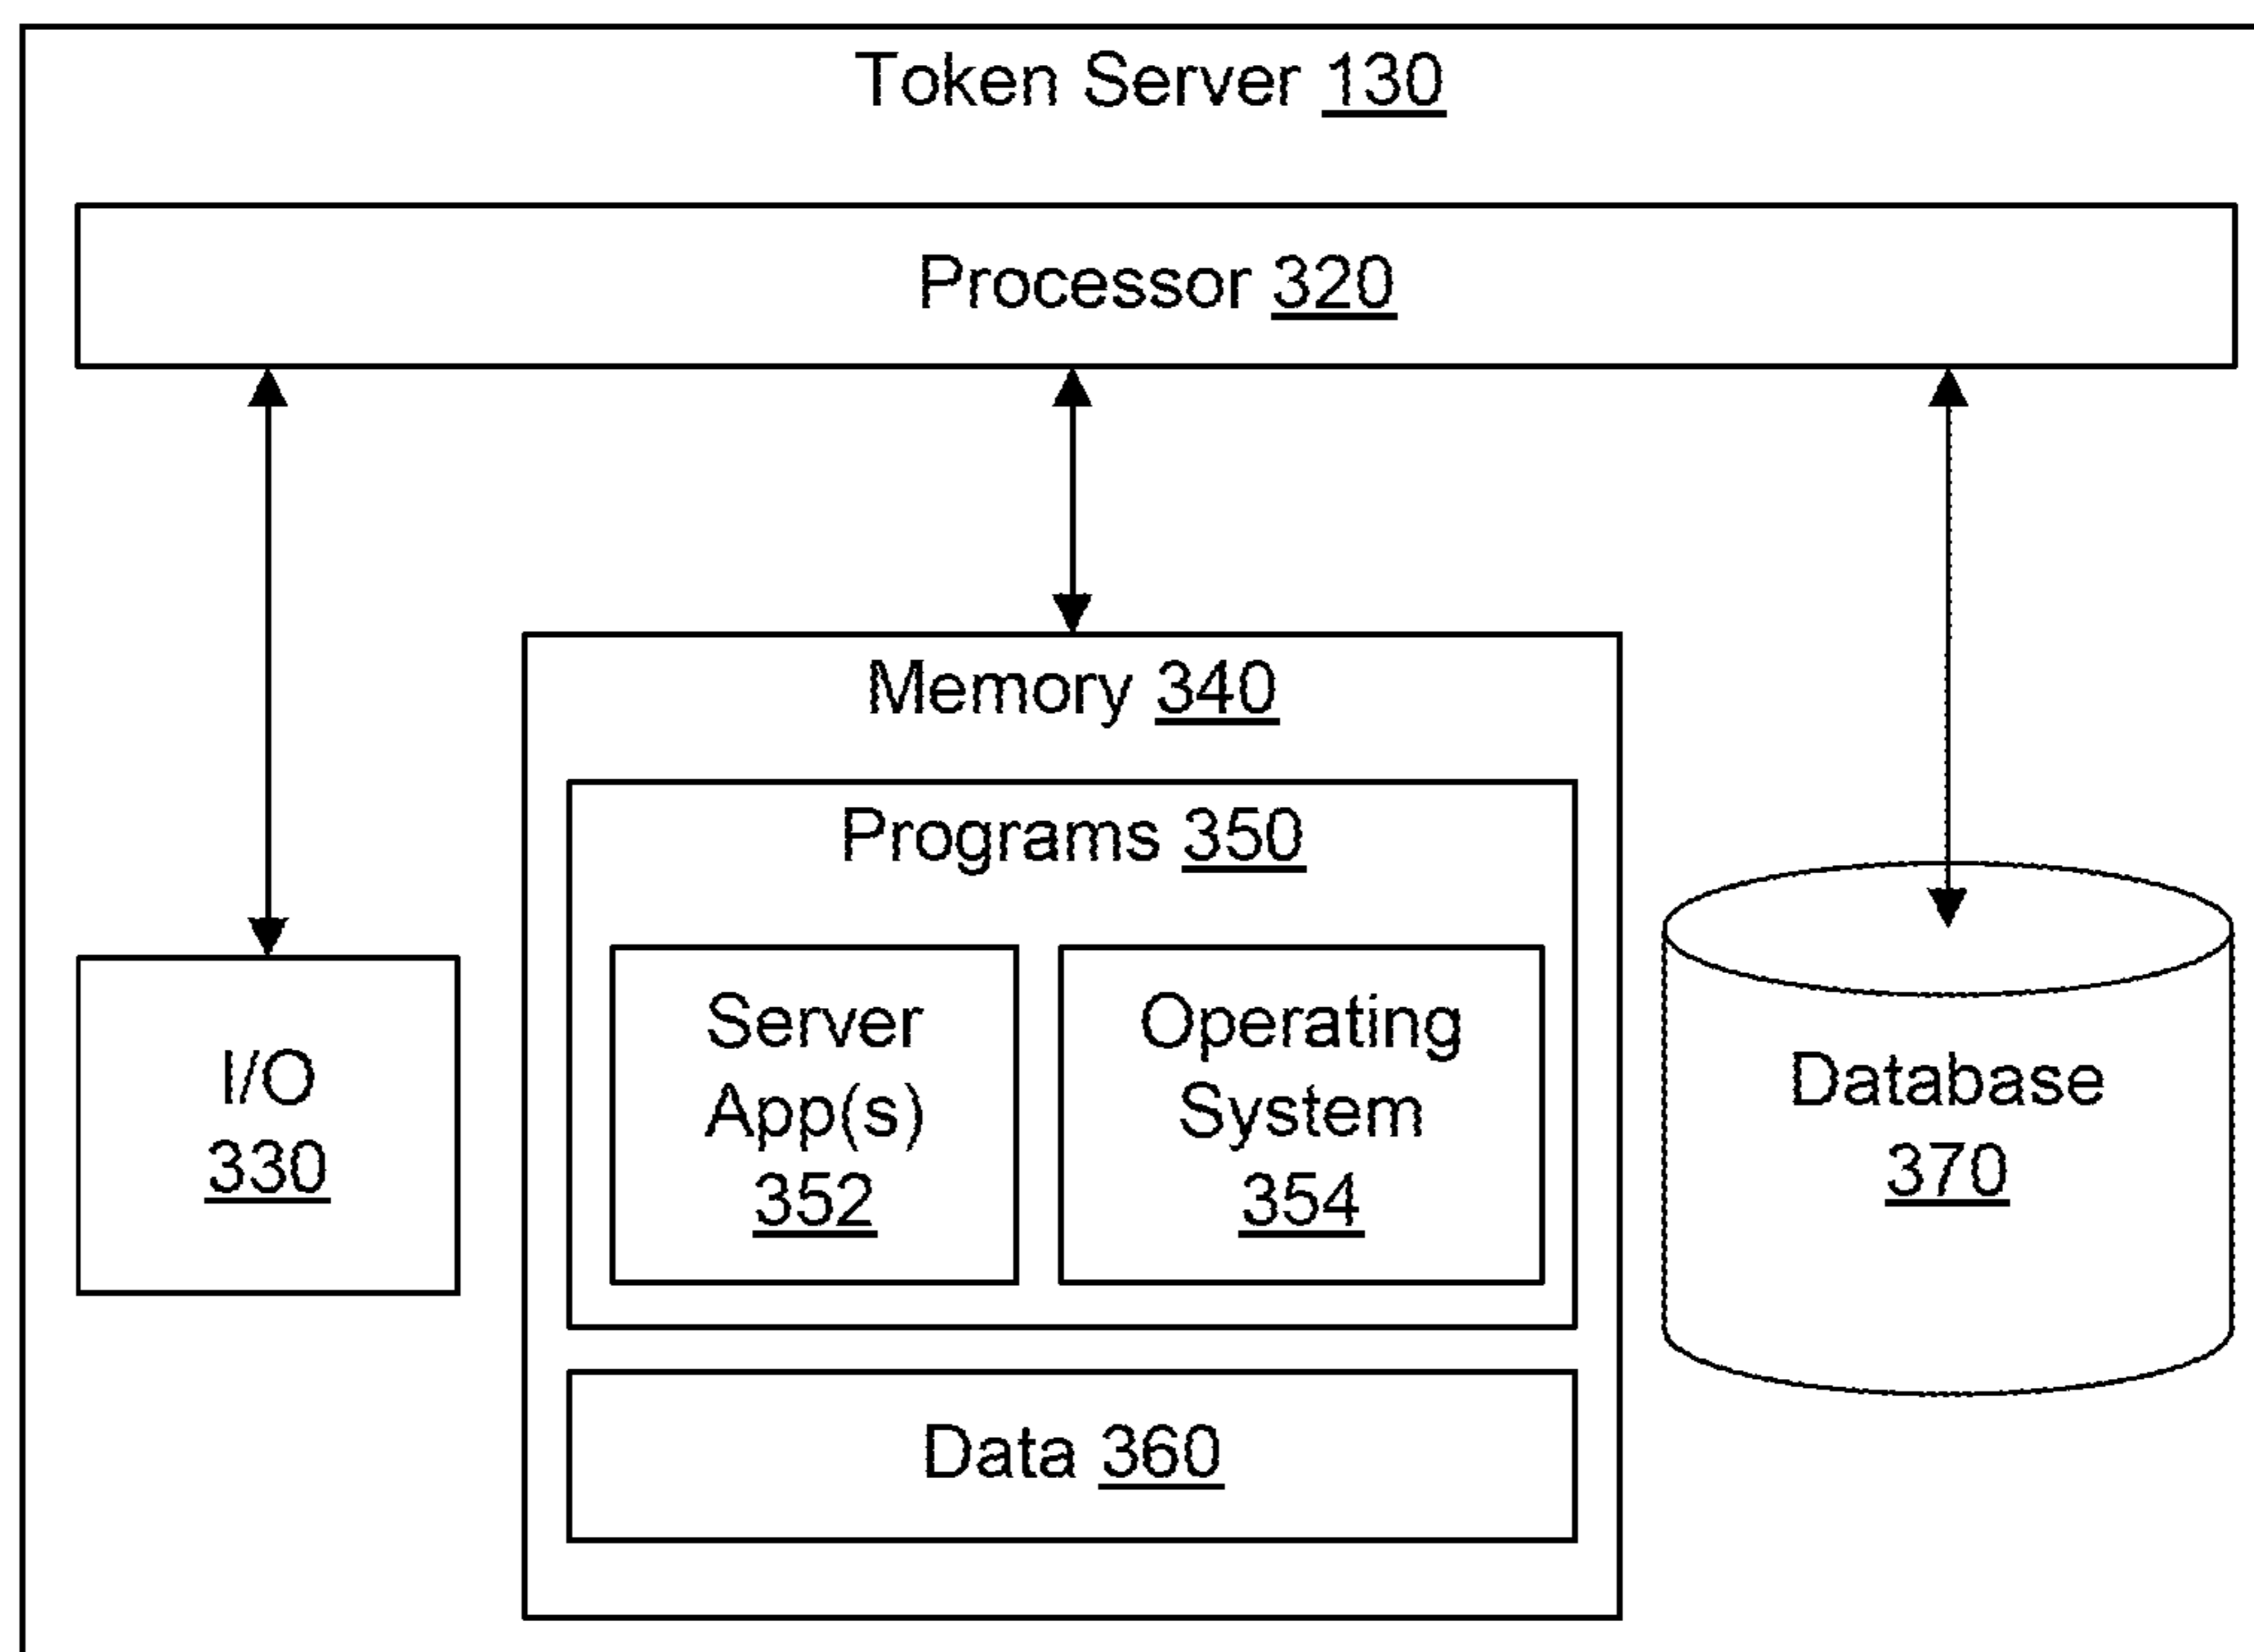 Token Server 130
Processor 320
Memory 340
Programs 350
Server
App(s)
352
Operating
System
354
I/O
330
Database
370
Data 360